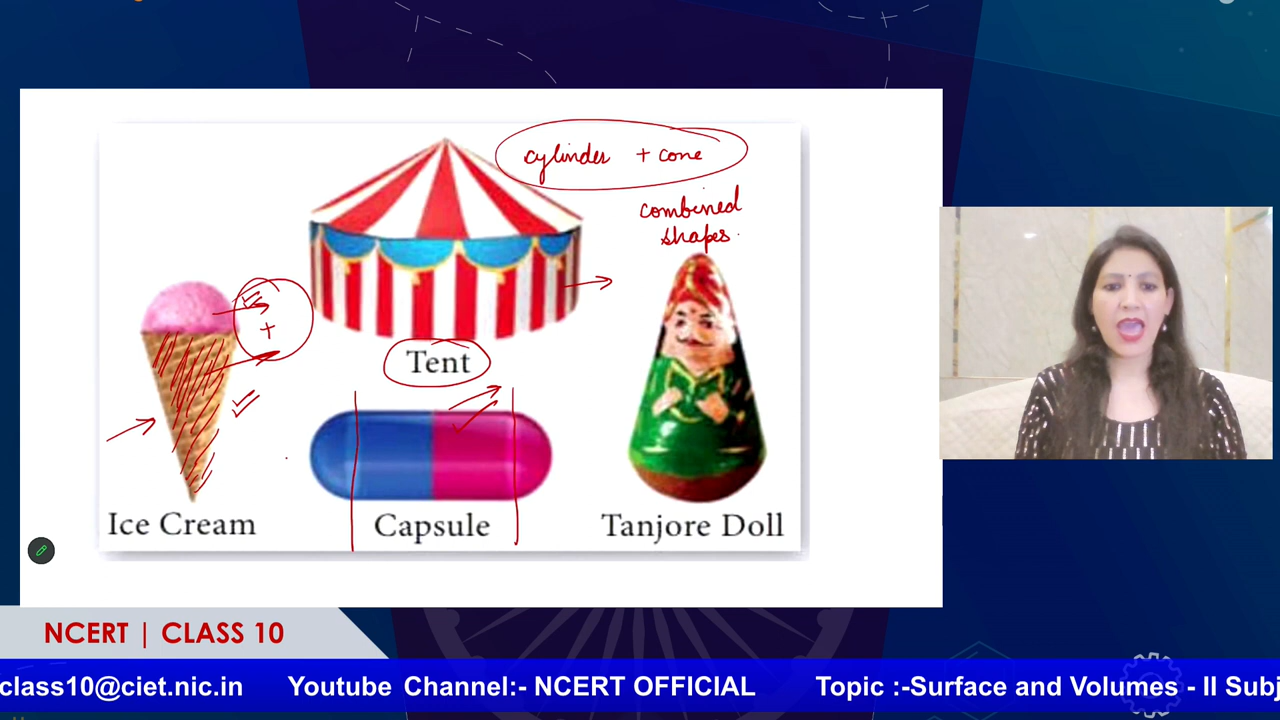 cylinder + cone
combined
shapes
+
Tent
Ice Cream
Capsule
Tanjore Doll
NCERT | CLASS 10
class10@ciet.nic.in Youtube Channel:- NCERT OFFICIAL Topic :-Surface and Volumes - II Subj